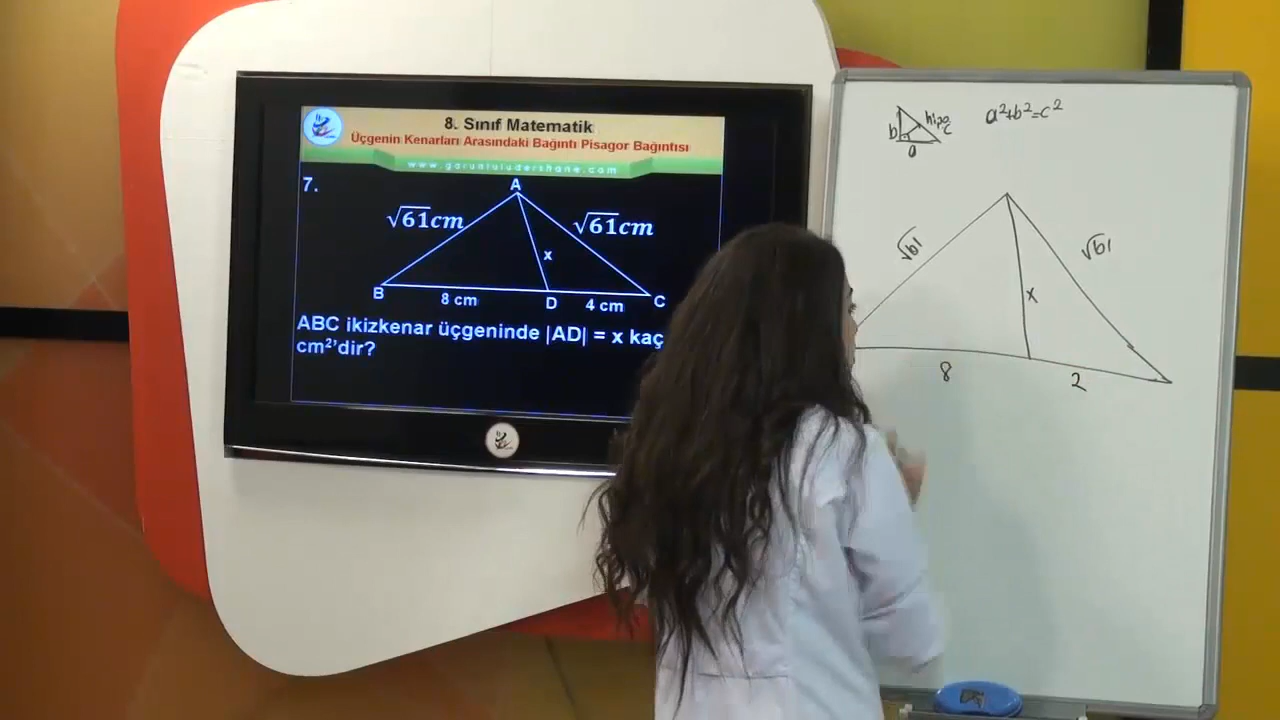 8. Sınıf Matematik
Üçgenin Kenarları Arasındaki Bağıntı Pisagor Bağıntısı
www.goruntuludershane.com
7.
A
√61cm √61cm
x
B 8 cm D 4 cm C
ABC ikizkenar üçgeninde |AD| = x kaç
cm²'dir?
b hipo c
a
a²+b²=c²
√61 √61
x
8 2